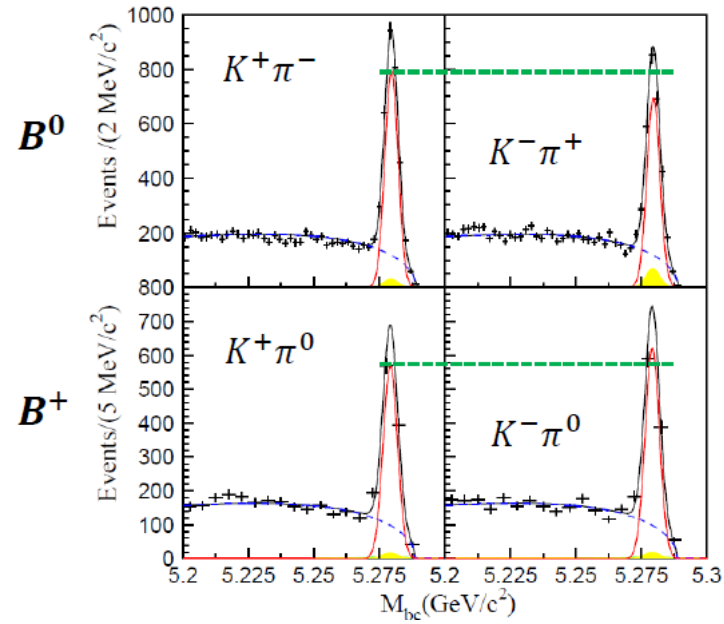 1000
800
600
400
200
0
Events /(2 MeV/c²)
B⁰
K⁺π⁻
K⁻π⁺
800
700
600
500
400
300
200
100
0
Events/(5 MeV/c²)
B⁺
K⁺π⁰
K⁻π⁰
5.2 5.225 5.25 5.275 5.2 5.225 5.25 5.275 5.3
M_bc(GeV/c²)